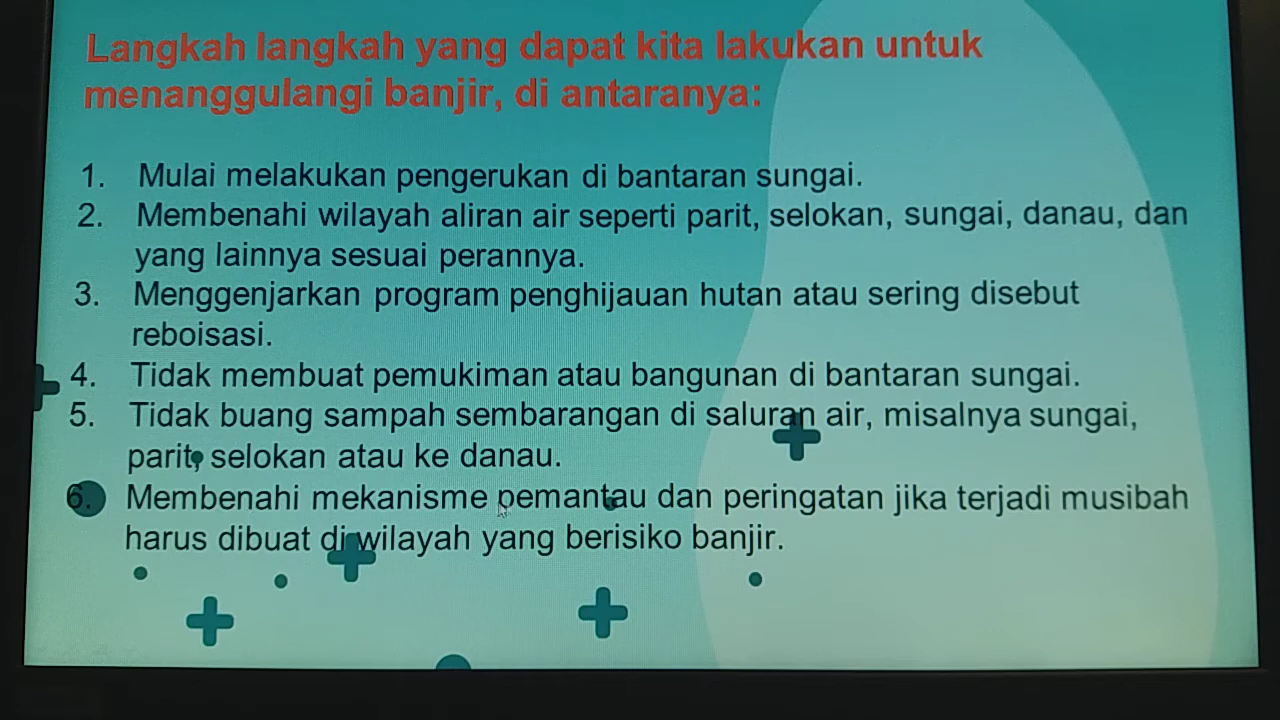 Langkah langkah yang dapat kita lakukan untuk
menanggulangi banjir, di antaranya:
1. Mulai melakukan pengerukan di bantaran sungai.
2. Membenahi wilayah aliran air seperti parit, selokan, sungai, danau, dan
yang lainnya sesuai perannya.
3. Menggenjarkan program penghijauan hutan atau sering disebut
reboisasi.
4. Tidak membuat pemukiman atau bangunan di bantaran sungai.
5. Tidak buang sampah sembarangan di saluran air, misalnya sungai,
parit, selokan atau ke danau.
6. Membenahi mekanisme pemantau dan peringatan jika terjadi musibah
harus dibuat di wilayah yang berisiko banjir.